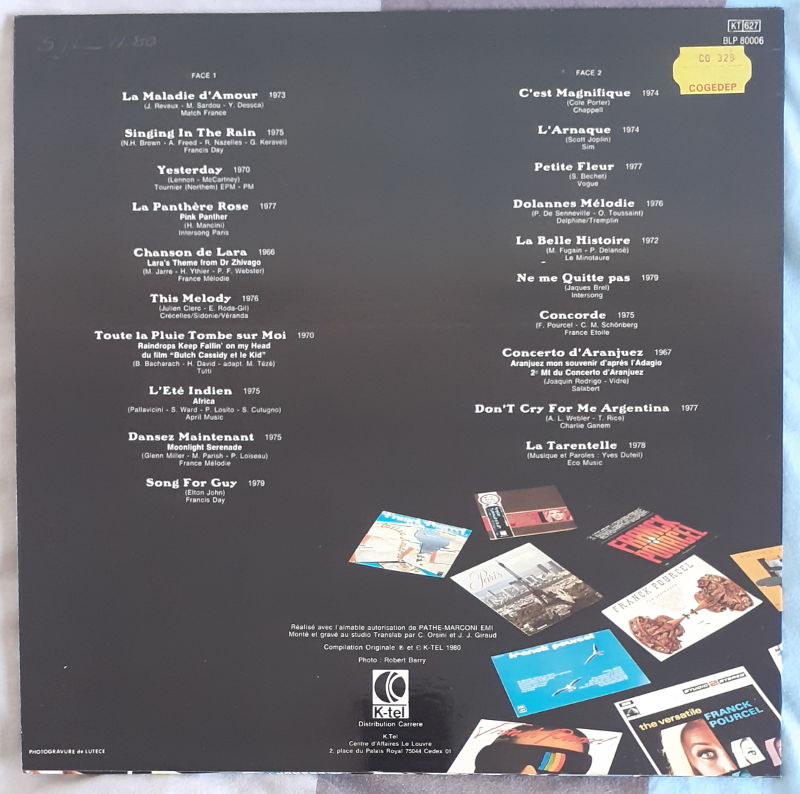 KT 627
BLP 80006
CO 329
COGEDEP
FACE 1
La Maladie d'Amour 1973
(J. Revaux - M. Sardou - Y. Dessca)
Match France
Singing In The Rain 1975
(N.H. Brown - A. Freed - R. Nazelles - G. Keravel)
Francis Day
Yesterday 1970
(Lennon - McCartney)
Tournier (Northern) EPM - PM
La Panthère Rose 1977
Pink Panther
(H. Mancini)
Intersong Paris
Chanson de Lara 1966
Lara's Theme from Dr Zhivago
(M. Jarre - H. Ythier - P. F. Webster)
France Mélodie
This Melody 1976
(Julien Clerc - E. Roda-Gil)
Crécelles/Sidonie/Véranda
Toute la Pluie Tombe sur Moi 1970
Raindrops Keep Fallin' on my Head
du film "Butch Cassidy et le Kid"
(B. Bacharach - H. David - adapt. M. Tézé)
Tutti
L'Eté Indien 1975
Africa
(Pallavicini - S. Ward - P. Losito - S. Cutugno)
April Music
Dansez Maintenant 1975
Moonlight Serenade
(Glenn Miller - M. Parish - P. Loiseau)
France Mélodie
Song For Guy 1979
(Elton John)
Francis Day
FACE 2
C'est Magnifique 1974
(Cole Porter)
Chappell
L'Arnaque 1974
(Scott Joplin)
Sim
Petite Fleur 1977
(S. Bechet)
Vogue
Dolannes Mélodie 1976
(P. De Senneville - O. Toussaint)
Delphine/Tremplin
La Belle Histoire 1972
(M. Fugain - P. Delanoë)
Le Minotaure
Ne me Quitte pas 1979
(Jaques Brel)
Intersong
Concorde 1975
(F. Pourcel - C. M. Schönberg)
France Etoile
Concerto d'Aranjuez 1967
Aranjuez mon souvenir d'après l'Adagio
2e Mt du Concerto d'Aranjuez
(Joaquin Rodrigo - Vidre)
Salabert
Don'T Cry For Me Argentina 1977
(A. L. Webler - T. Rice)
Charlie Ganem
La Tarentelle 1978
(Musique et Paroles : Yves Duteil)
Eco Music
FRANCK
POURCEL
Paris
FRANCK POURCEL
franck pourcel
STUDIO 2 STEREO
the versatile
FRANCK
POURCEL
Réalisé avec l'aimable autorisation de PATHE-MARCONI EMI
Monté et gravé au studio Translab par C. Orsini et J. J. Giraud
Compilation Originale ℗ et © K-TEL 1980
Photo : Robert Berry
K-tel
Distribution Carrere
K.Tel
Centre d'Affaires Le Louvre
2, place du Palais Royal 75044 Cedex 01
PHOTOGRAVURE de LUTECE